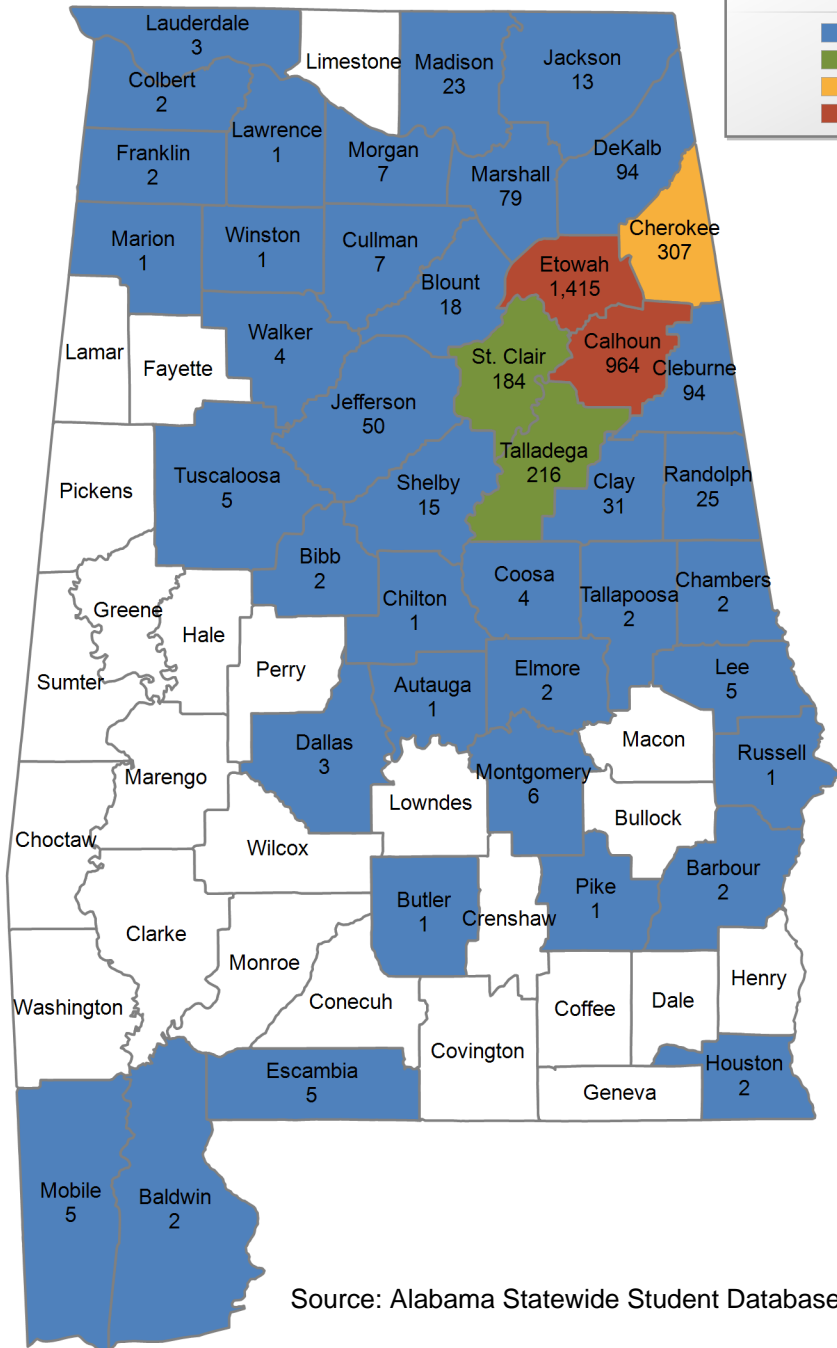 Lauderdale
3
Limestone
Madison
23
Jackson
13
Colbert
2
Lawrence
1
Franklin
2
Morgan
7
Marshall
79
DeKalb
94
Cherokee
307
Marion
1
Winston
1
Cullman
7
Etowah
1,415
Blount
18
Walker
4
Lamar
Fayette
St. Clair
184
Calhoun
964
Cleburne
94
Jefferson
50
Talladega
216
Pickens
Tuscaloosa
5
Shelby
15
Clay
31
Randolph
25
Bibb
2
Greene
Hale
Chilton
1
Coosa
4
Tallapoosa
2
Chambers
2
Sumter
Perry
Autauga
1
Elmore
2
Lee
5
Dallas
3
Macon
Russell
1
Marengo
Montgomery
6
Lowndes
Bullock
Choctaw
Wilcox
Barbour
2
Butler
1
Crenshaw
Pike
1
Clarke
Monroe
Henry
Washington
Conecuh
Coffee
Dale
Covington
Escambia
5
Geneva
Houston
2
Mobile
5
Baldwin
2
Source: Alabama Statewide Student Database